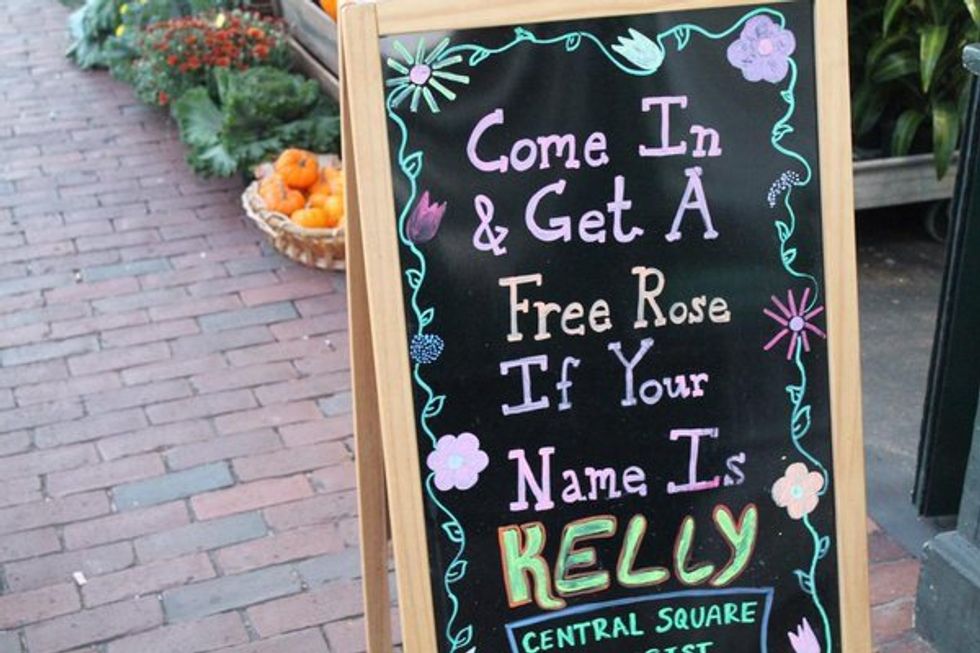 Come In
& Get A
Free Rose
If Your
Name Is
KELLY
CENTRAL SQUARE